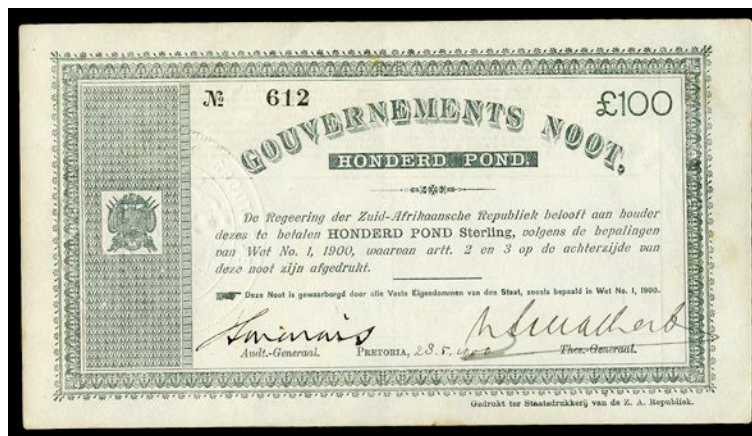 № 612 £100
GOUVERNEMENTS NOOT,
HONDERD POND.
De Regeering der Zuid-Afrikaansche Republiek belooft aan houder
dezes te betalen HONDERD POND Sterling, volgens de bepalingen
van Wet No. 1, 1900, waarvan artt. 2 en 3 op de achterzijde van
deze noot zijn afgedrukt.
Deze Noot is gewaarborgd door alle Vaste Eigendommen van den Staat, zooals bepaald in Wet No. 1, 1900.
Audt.-Generaal. PRETORIA, 28.5.1900 Thes.-Generaal.
Gedrukt ter Staatsdrukkerij van de Z. A. Republiek.